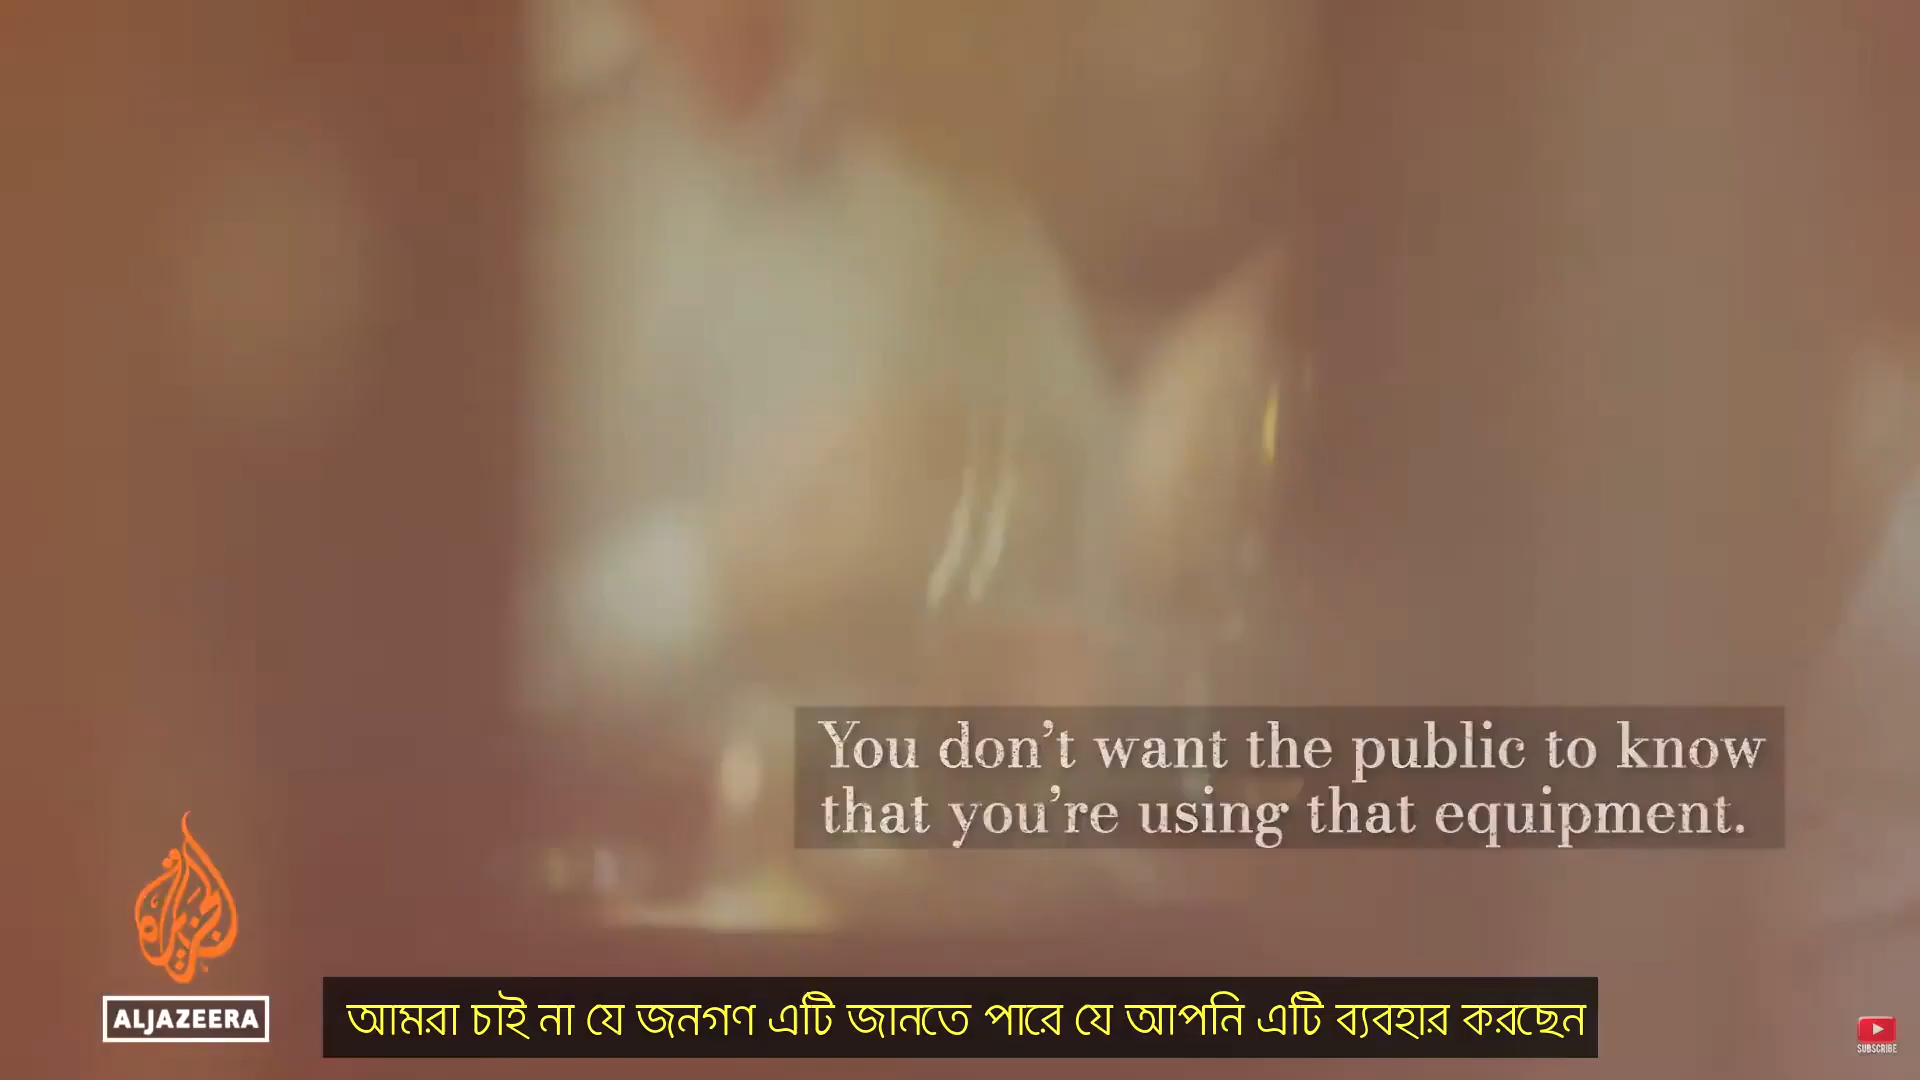 You don't want the public to know
that you're using that equipment.
الجزيرة
ALJAZEERA
আমরা চাই না যে জনগণ এটি জানতে পারে যে আপনি এটি ব্যবহার করছেন
SUBSCRIBE